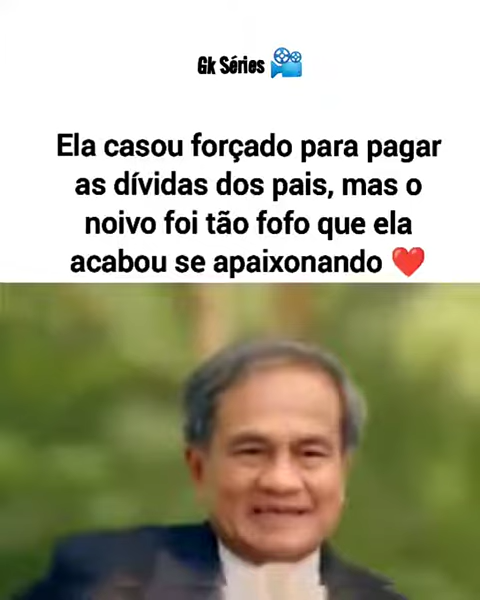 Gk Séries 🎥
Ela casou forçado para pagar
as dívidas dos pais, mas o
noivo foi tão fofo que ela
acabou se apaixonando ❤️